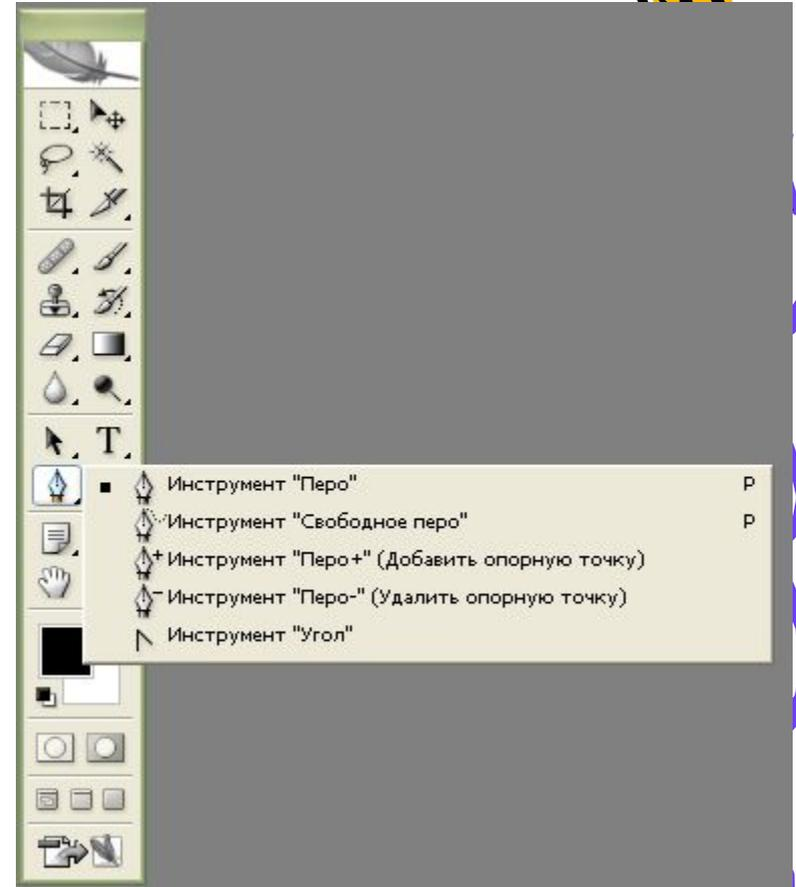 T
Инструмент "Перо" P
Инструмент "Свободное перо" P
Инструмент "Перо+" (Добавить опорную точку)
Инструмент "Перо-" (Удалить опорную точку)
Инструмент "Угол"